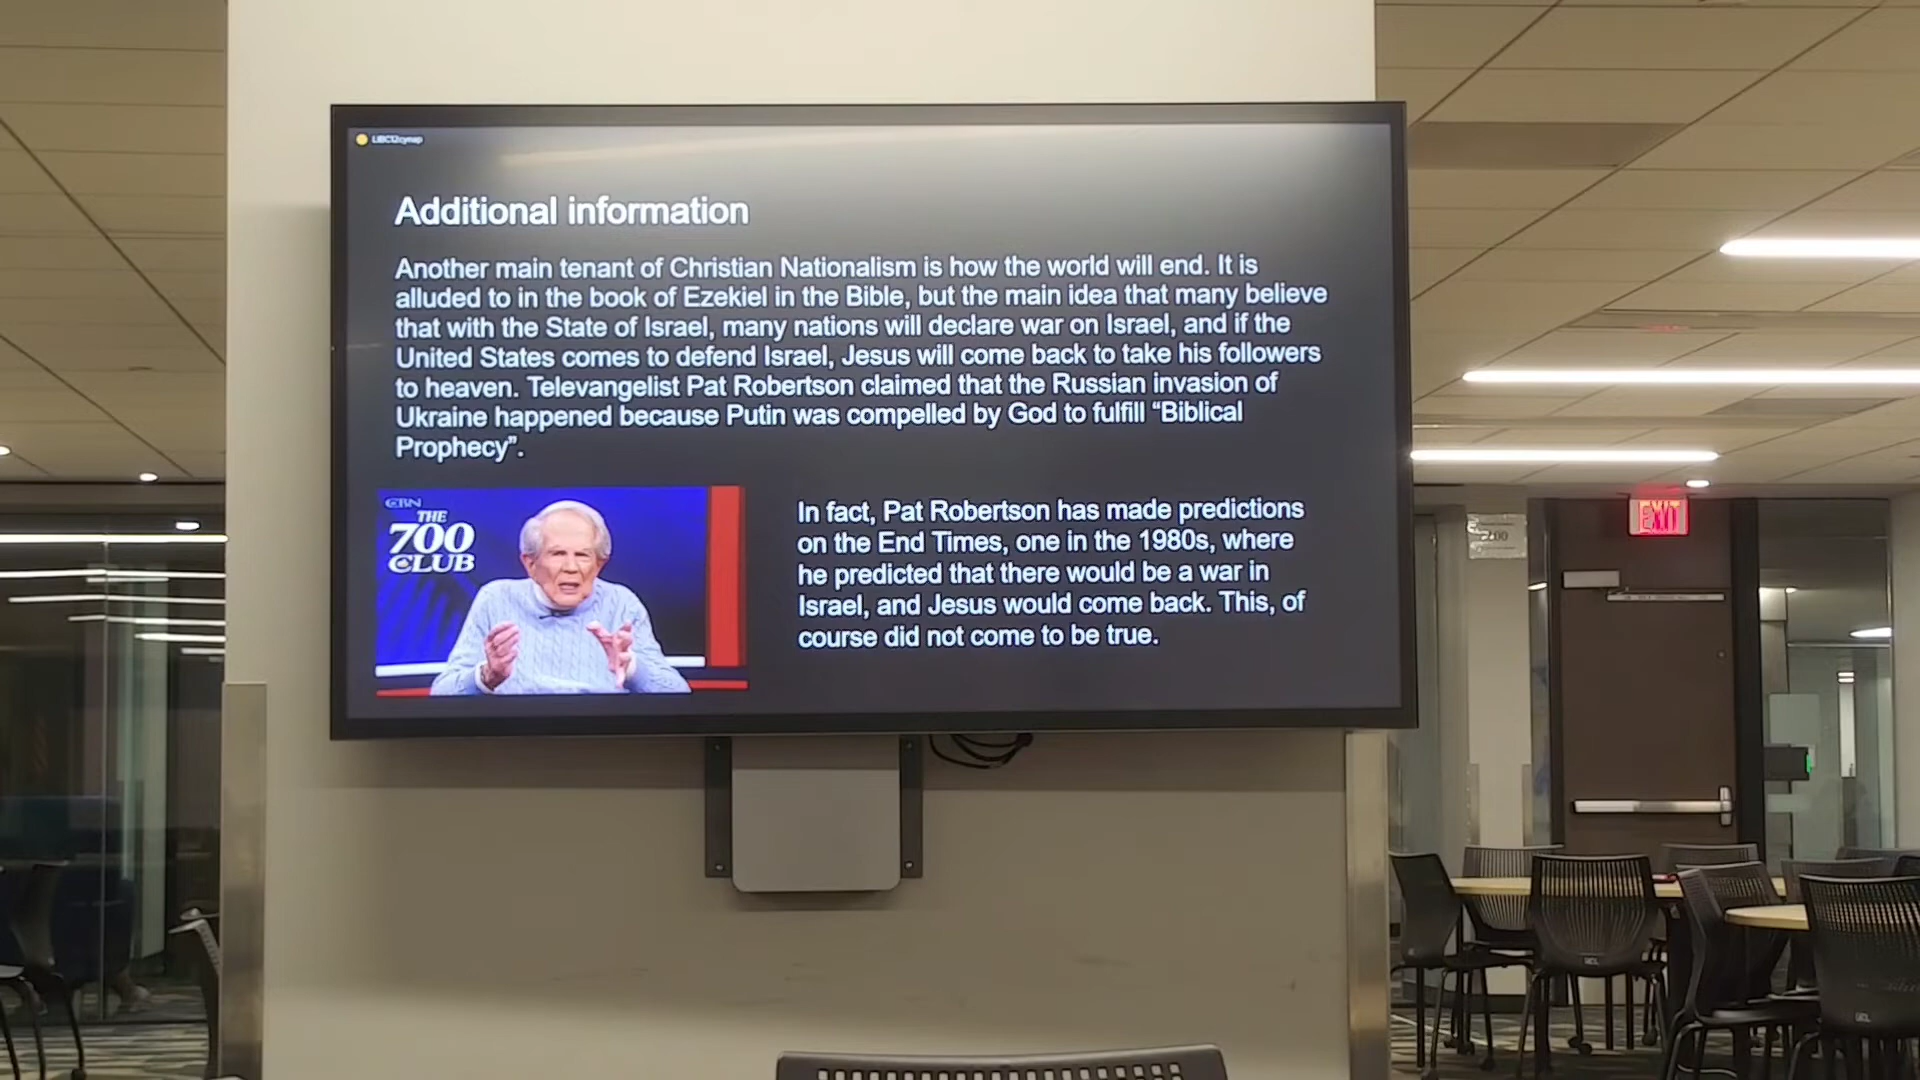 Additional information
Another main tenant of Christian Nationalism is how the world will end. It is
alluded to in the book of Ezekiel in the Bible, but the main idea that many believe
that with the State of Israel, many nations will declare war on Israel, and if the
United States comes to defend Israel, Jesus will come back to take his followers
to heaven. Televangelist Pat Robertson claimed that the Russian invasion of
Ukraine happened because Putin was compelled by God to fulfill “Biblical
Prophecy”.
CBN
THE
700
CLUB
In fact, Pat Robertson has made predictions
on the End Times, one in the 1980s, where
he predicted that there would be a war in
Israel, and Jesus would come back. This, of
course did not come to be true.
EXIT